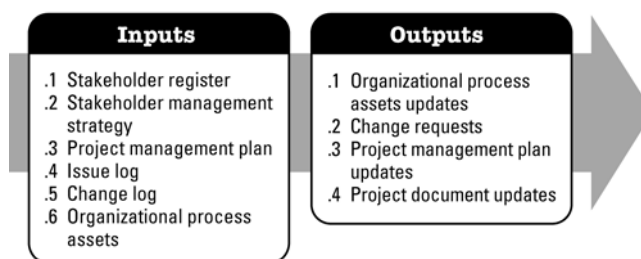 Inputs
.1 Stakeholder register
.2 Stakeholder management
strategy
.3 Project management plan
.4 Issue log
.5 Change log
.6 Organizational process
assets
Outputs
.1 Organizational process
assets updates
.2 Change requests
.3 Project management plan
updates
.4 Project document updates